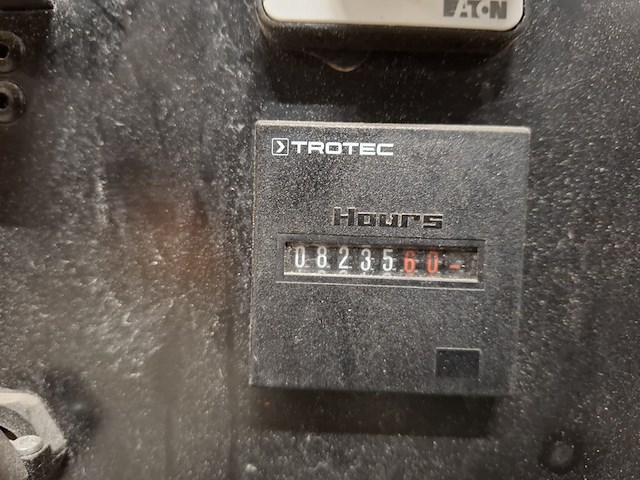 EATON
TROTEC
Hours
0823560-